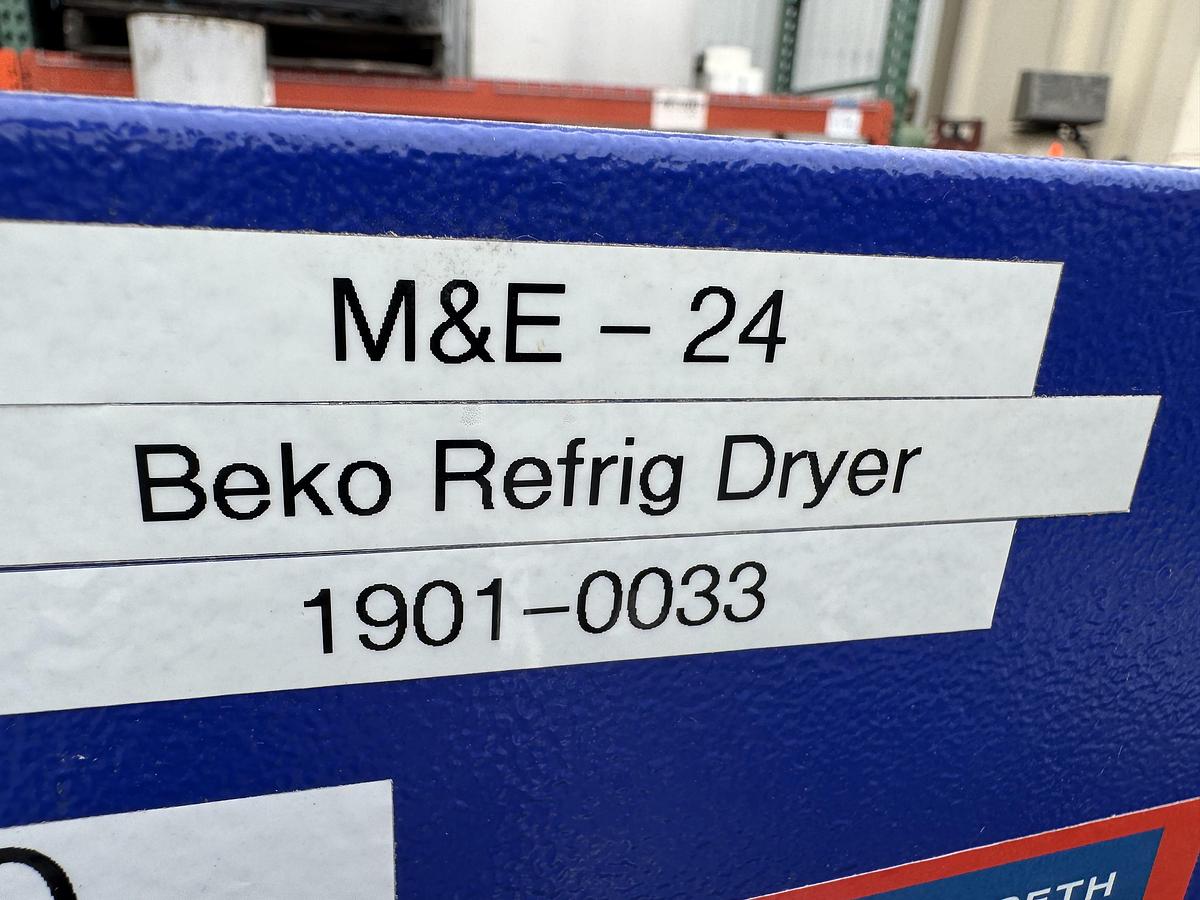 M&E – 24
Beko Refrig Dryer
1901–0033